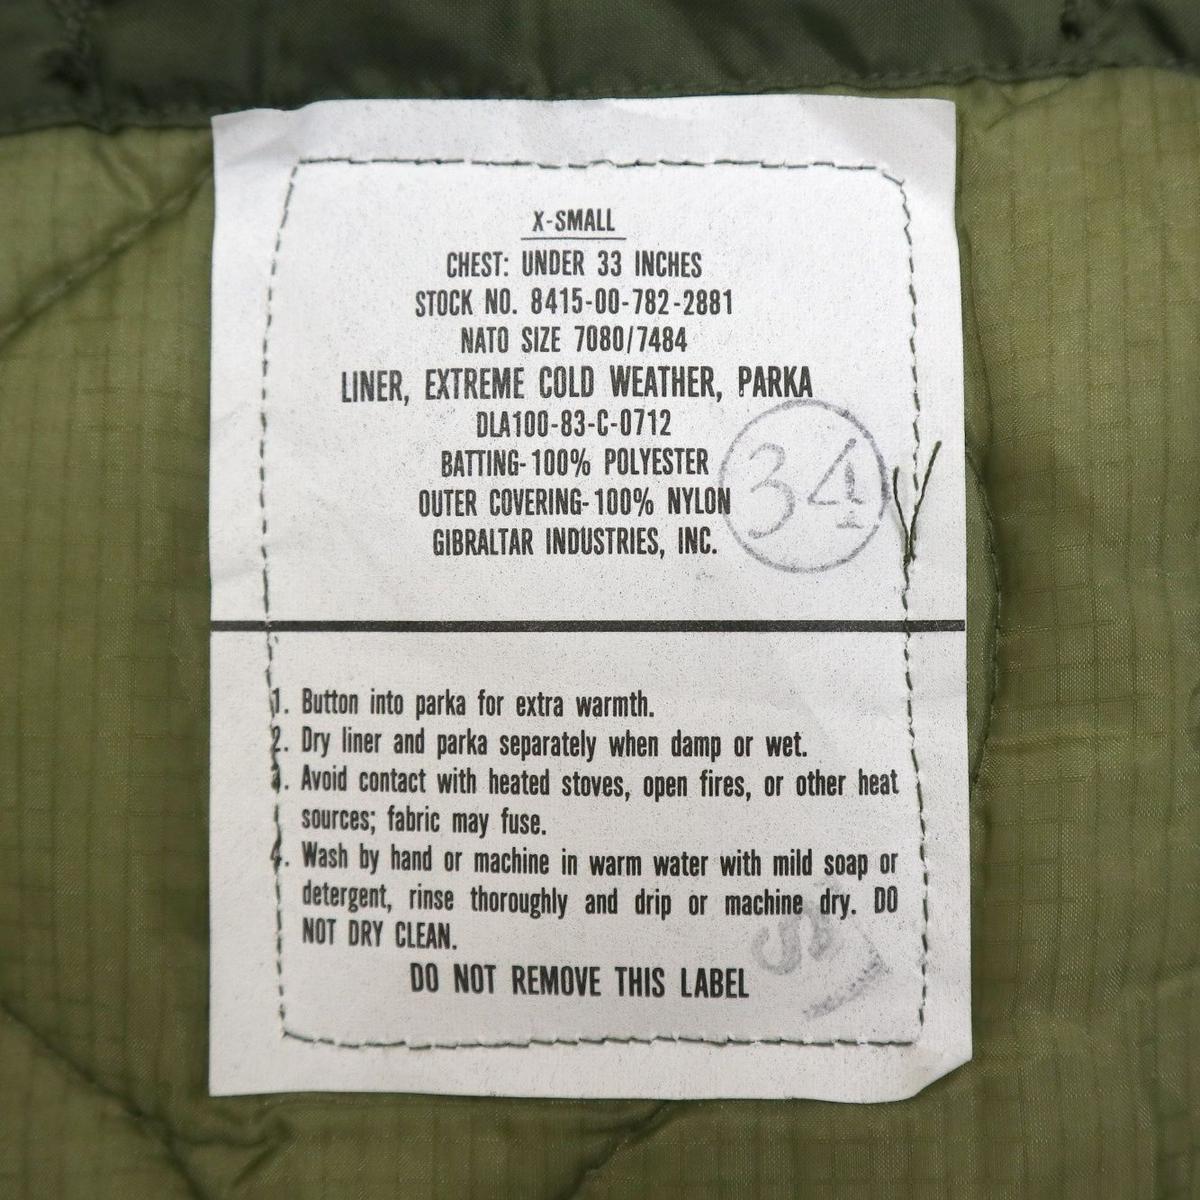 X-SMALL
CHEST: UNDER 33 INCHES
STOCK NO. 8415-00-782-2881
NATO SIZE 7080/7484
LINER, EXTREME COLD WEATHER, PARKA
DLA100-83-C-0712
BATTING-100% POLYESTER
OUTER COVERING-100% NYLON
GIBRALTAR INDUSTRIES, INC.
34
1. Button into parka for extra warmth.
2. Dry liner and parka separately when damp or wet.
3. Avoid contact with heated stoves, open fires, or other heat
sources; fabric may fuse.
4. Wash by hand or machine in warm water with mild soap or
detergent, rinse thoroughly and drip or machine dry. DO
NOT DRY CLEAN.
DO NOT REMOVE THIS LABEL